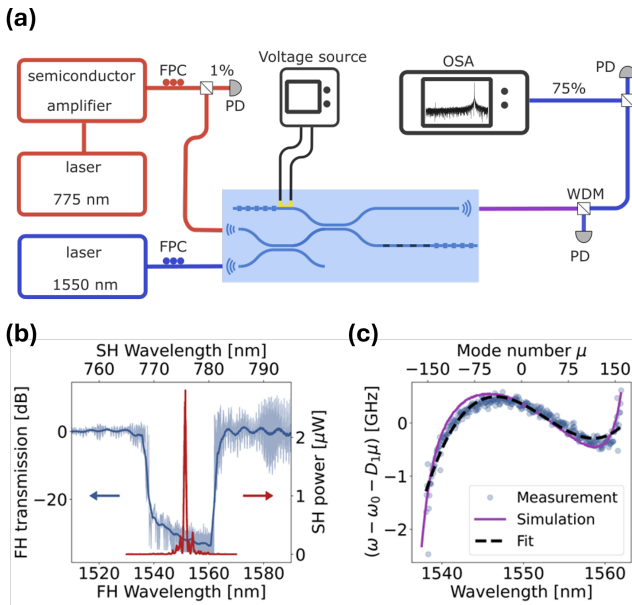 (a)
semiconductor
amplifier
FPC
1%
PD
Voltage source
OSA
75%
PD
laser
775 nm
WDM
laser
1550 nm
FPC
PD
(b)
SH Wavelength [nm]
760 770 780 790
FH transmission [dB]
0
−20
2
1
0
SH power [µW]
1520 1540 1560 1580
FH Wavelength [nm]
(c)
Mode number µ
−150 −75 0 75 150
(ω − ω₀ − D₁µ) [GHz]
0
−1
−2
Measurement
Simulation
Fit
1540 1550 1560
Wavelength [nm]